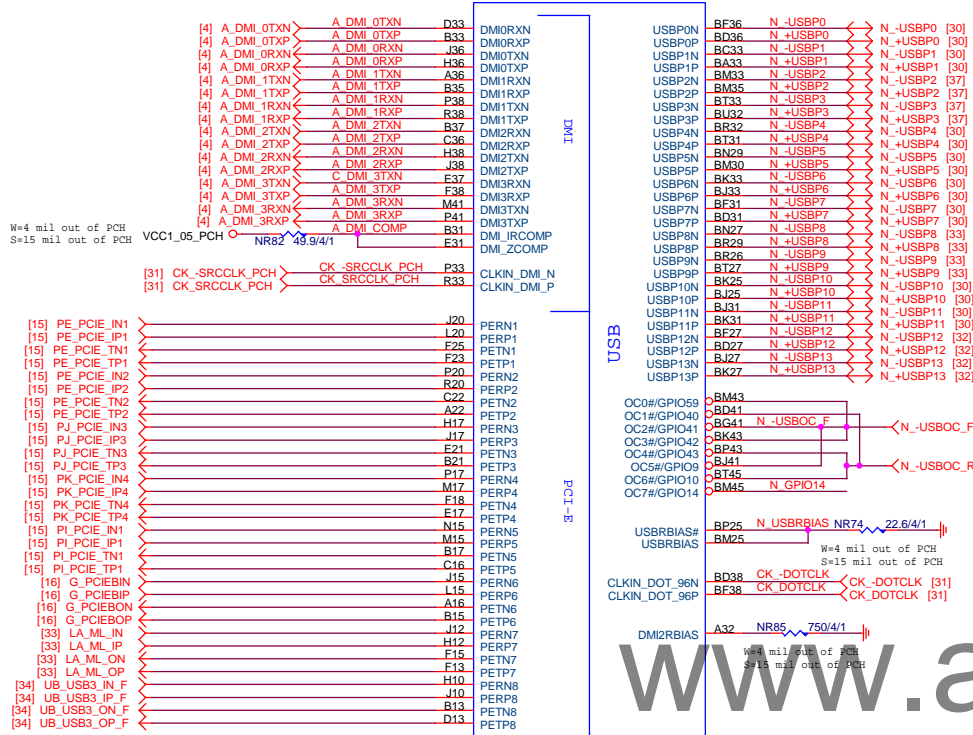 [4] A_DMI_0TXN A_DMI_0TXN D33 DMI0RXN
[4] A_DMI_0TXP A_DMI_0TXP B33 DMI0RXP
[4] A_DMI_0RXN A_DMI_0RXN J36 DMI0TXN
[4] A_DMI_0RXP A_DMI_0RXP H36 DMI0TXP
[4] A_DMI_1TXN A_DMI_1TXN A36 DMI1RXN
[4] A_DMI_1TXP A_DMI_1TXP B35 DMI1RXP
[4] A_DMI_1RXN A_DMI_1RXN P38 DMI1TXN
[4] A_DMI_1RXP A_DMI_1RXP R38 DMI1TXP
[4] A_DMI_2TXN A_DMI_2TXN B37 DMI2RXN
[4] A_DMI_2TXP A_DMI_2TXP C36 DMI2RXP
[4] A_DMI_2RXN A_DMI_2RXN H38 DMI2TXN
[4] A_DMI_2RXP A_DMI_2RXP J38 DMI2TXP
[4] A_DMI_3TXN C_DMI_3TXN E37 DMI3RXN
[4] A_DMI_3TXP A_DMI_3TXP F38 DMI3RXP
[4] A_DMI_3RXN A_DMI_3RXN M41 DMI3TXN
[4] A_DMI_3RXP A_DMI_3RXP P41 DMI3TXP
W=4 mil out of PCH
S=15 mil out of PCH
VCC1_05_PCH NR82 49.9/4/1 A_DMI_COMP B31 DMI_IRCOMP
E31 DMI_ZCOMP
[31] CK_-SRCCLK_PCH CK_-SRCCLK_PCH P33 CLKIN_DMI_N
[31] CK_SRCCLK_PCH CK_SRCCLK_PCH R33 CLKIN_DMI_P
DMI
[15] PE_PCIE_IN1 J20 PERN1
[15] PE_PCIE_IP1 L20 PERP1
[15] PE_PCIE_TN1 F25 PETN1
[15] PE_PCIE_TP1 F23 PETP1
[15] PE_PCIE_IN2 P20 PERN2
[15] PE_PCIE_IP2 R20 PERP2
[15] PE_PCIE_TN2 C22 PETN2
[15] PE_PCIE_TP2 A22 PETP2
[15] PJ_PCIE_IN3 H17 PERN3
[15] PJ_PCIE_IP3 J17 PERP3
[15] PJ_PCIE_TN3 E21 PETN3
[15] PJ_PCIE_TP3 B21 PETP3
[15] PK_PCIE_IN4 P17 PERN4
[15] PK_PCIE_IP4 M17 PERP4
[15] PK_PCIE_TN4 F18 PETN4
[15] PK_PCIE_TP4 E17 PETP4
[15] PI_PCIE_IN1 N15 PERN5
[15] PI_PCIE_IP1 M15 PERP5
[15] PI_PCIE_TN1 B17 PETN5
[15] PI_PCIE_TP1 C16 PETP5
[16] G_PCIEBIN J15 PERN6
[16] G_PCIEBIP L15 PERP6
[16] G_PCIEBON A16 PETN6
[16] G_PCIEBOP B15 PETP6
[33] LA_ML_IN J12 PERN7
[33] LA_ML_IP H12 PERP7
[33] LA_ML_ON F15 PETN7
[33] LA_ML_OP F13 PETP7
[34] UB_USB3_IN_F H10 PERN8
[34] UB_USB3_IP_F J10 PERP8
[34] UB_USB3_ON_F B13 PETN8
[34] UB_USB3_OP_F D13 PETP8
PCI-E
USB
USBP0N BF36 N_-USBP0 N_-USBP0 [30]
USBP0P BD36 N_+USBP0 N_+USBP0 [30]
USBP1N BC33 N_-USBP1 N_-USBP1 [30]
USBP1P BA33 N_+USBP1 N_+USBP1 [30]
USBP2N BM33 N_-USBP2 N_-USBP2 [37]
USBP2P BM35 N_+USBP2 N_+USBP2 [37]
USBP3N BT33 N_-USBP3 N_-USBP3 [37]
USBP3P BU32 N_+USBP3 N_+USBP3 [37]
USBP4N BR32 N_-USBP4 N_-USBP4 [30]
USBP4P BT31 N_+USBP4 N_+USBP4 [30]
USBP5N BN29 N_-USBP5 N_-USBP5 [30]
USBP5P BM30 N_+USBP5 N_+USBP5 [30]
USBP6N BK33 N_-USBP6 N_-USBP6 [30]
USBP6P BJ33 N_+USBP6 N_+USBP6 [30]
USBP7N BF31 N_-USBP7 N_-USBP7 [30]
USBP7P BD31 N_+USBP7 N_+USBP7 [30]
USBP8N BN27 N_-USBP8 N_-USBP8 [33]
USBP8P BR29 N_+USBP8 N_+USBP8 [33]
USBP9N BR26 N_-USBP9 N_-USBP9 [33]
USBP9P BT27 N_+USBP9 N_+USBP9 [33]
USBP10N BK25 N_-USBP10 N_-USBP10 [30]
USBP10P BJ25 N_+USBP10 N_+USBP10 [30]
USBP11N BJ31 N_-USBP11 N_-USBP11 [30]
USBP11P BK31 N_+USBP11 N_+USBP11 [30]
USBP12N BF27 N_-USBP12 N_-USBP12 [32]
USBP12P BD27 N_+USBP12 N_+USBP12 [32]
USBP13N BJ27 N_-USBP13 N_-USBP13 [32]
USBP13P BK27 N_+USBP13 N_+USBP13 [32]
OC0#/GPIO59 BM43
OC1#/GPIO40 BD41
OC2#/GPIO41 BG41 N_-USBOC_F N_-USBOC_F
OC3#/GPIO42 BK43
OC4#/GPIO43 BP43
OC5#/GPIO9 BJ41 N_-USBOC_R
OC6#/GPIO10 BT45
OC7#/GPIO14 BM45 N_GPIO14
USBRBIAS# BP25 N_USBRBIAS NR74 22.6/4/1
USBRBIAS BM25
W=4 mil out of PCH
S=15 mil out of PCH
CLKIN_DOT_96N BD38 CK_-DOTCLK CK_-DOTCLK [31]
CLKIN_DOT_96P BF38 CK_DOTCLK CK_DOTCLK [31]
DMI2RBIAS A32 NR85 750/4/1
W=4 mil out of PCH
S=15 mil out of PCH
www.a